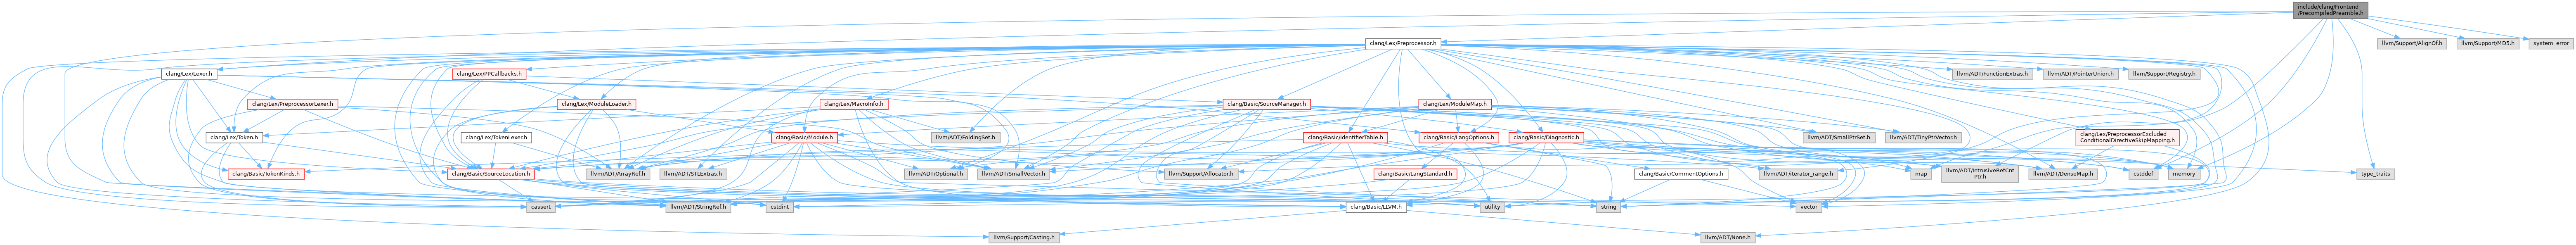 include/clang/Frontend
/PrecompiledPreamble.h
clang/Lex/Preprocessor.h
llvm/Support/AlignOf.h
llvm/Support/MD5.h
system_error
clang/Lex/Lexer.h
clang/Lex/PPCallbacks.h
llvm/ADT/FunctionExtras.h
llvm/ADT/PointerUnion.h
llvm/Support/Registry.h
clang/Lex/PreprocessorLexer.h
clang/Lex/ModuleLoader.h
clang/Lex/MacroInfo.h
clang/Basic/SourceManager.h
clang/Lex/ModuleMap.h
clang/Lex/Token.h
clang/Lex/TokenLexer.h
clang/Basic/Module.h
llvm/ADT/FoldingSet.h
clang/Basic/IdentifierTable.h
clang/Basic/LangOptions.h
clang/Basic/Diagnostic.h
llvm/ADT/SmallPtrSet.h
llvm/ADT/TinyPtrVector.h
clang/Lex/PreprocessorExcluded
ConditionalDirectiveSkipMapping.h
clang/Basic/TokenKinds.h
clang/Basic/SourceLocation.h
llvm/ADT/ArrayRef.h
llvm/ADT/STLExtras.h
llvm/ADT/Optional.h
llvm/ADT/SmallVector.h
llvm/Support/Allocator.h
clang/Basic/LangStandard.h
clang/Basic/CommentOptions.h
llvm/ADT/iterator_range.h
map
llvm/ADT/IntrusiveRefCnt
Ptr.h
llvm/ADT/DenseMap.h
cstddef
memory
type_traits
cassert
llvm/ADT/StringRef.h
cstdint
clang/Basic/LLVM.h
utility
string
vector
llvm/Support/Casting.h
llvm/ADT/None.h